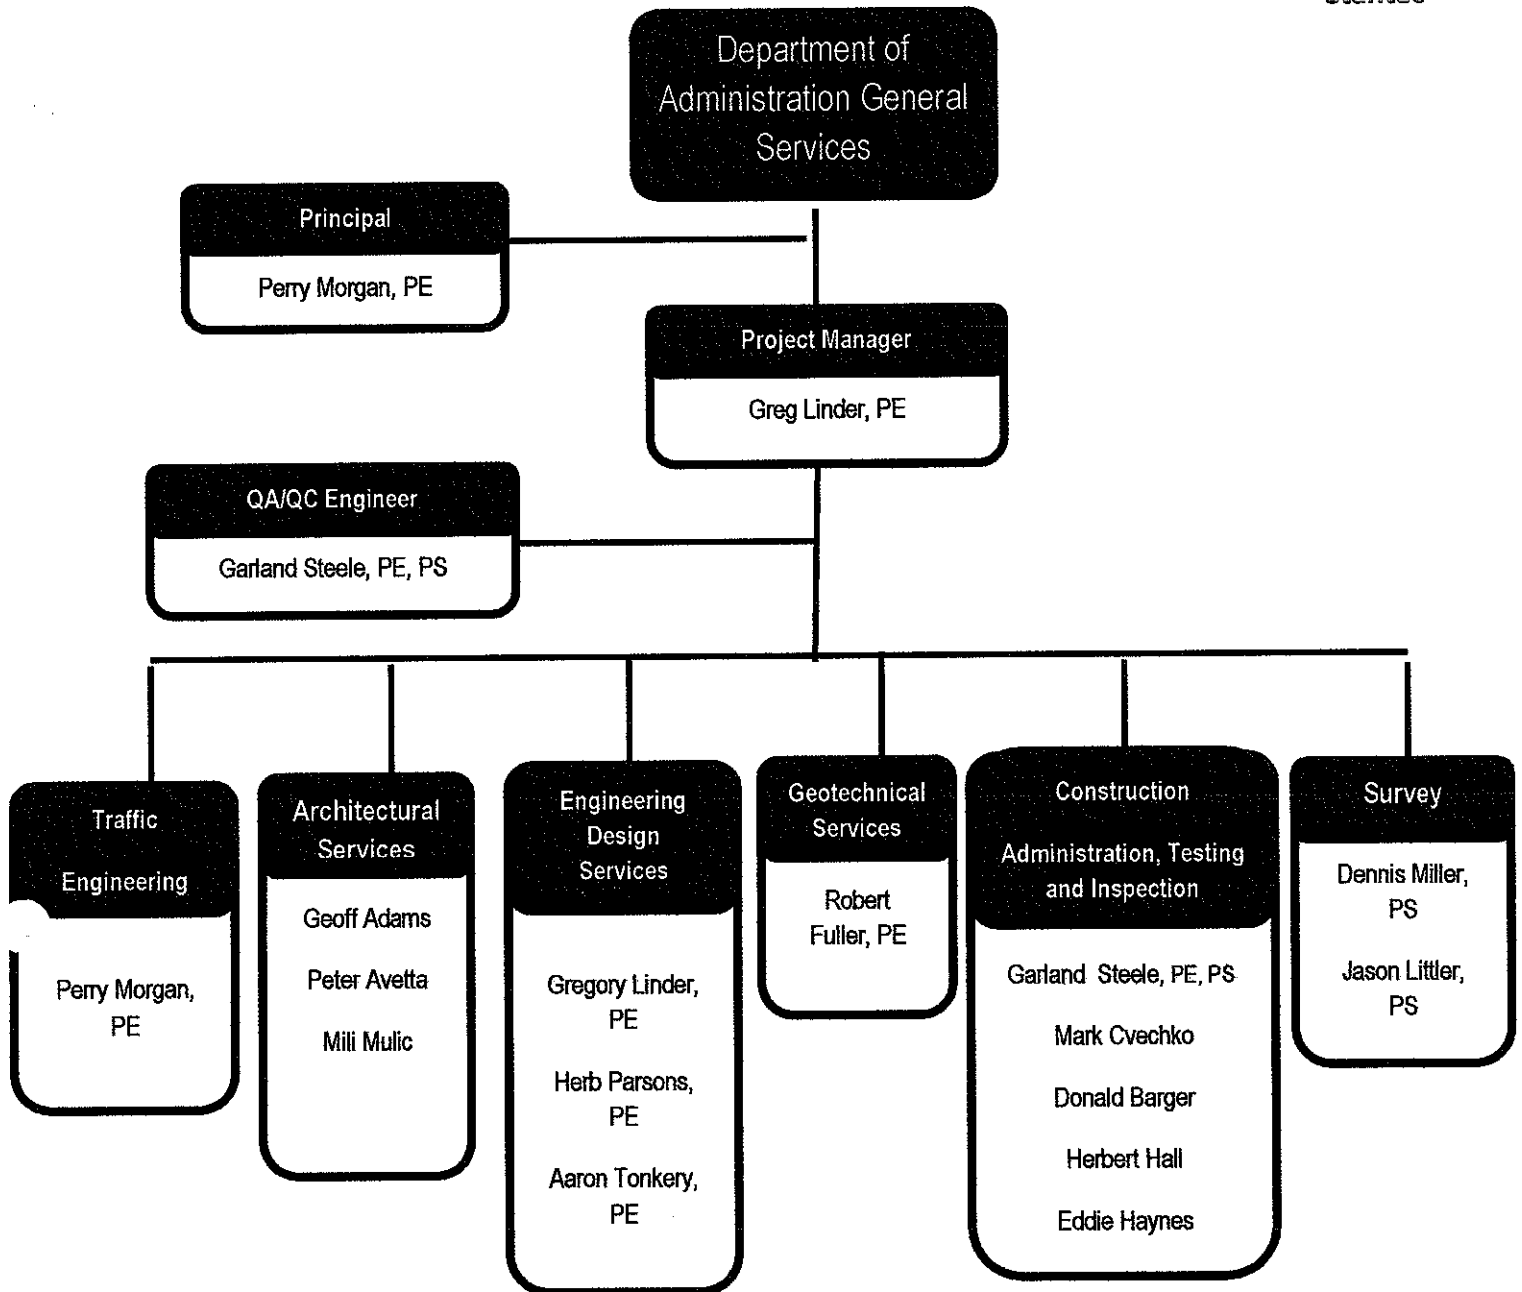 Department of
Administration General
Services
Principal
Perry Morgan, PE
Project Manager
Greg Linder, PE
QA/QC Engineer
Garland Steele, PE, PS
Traffic
Engineering
Perry Morgan,
PE
Architectural
Services
Geoff Adams
Peter Avetta
Mili Mulic
Engineering
Design
Services
Gregory Linder,
PE
Herb Parsons,
PE
Aaron Tonkery,
PE
Geotechnical
Services
Robert
Fuller, PE
Construction
Administration, Testing
and Inspection
Garland Steele, PE, PS
Mark Cvechko
Donald Barger
Herbert Hall
Eddie Haynes
Survey
Dennis Miller,
PS
Jason Littler,
PS